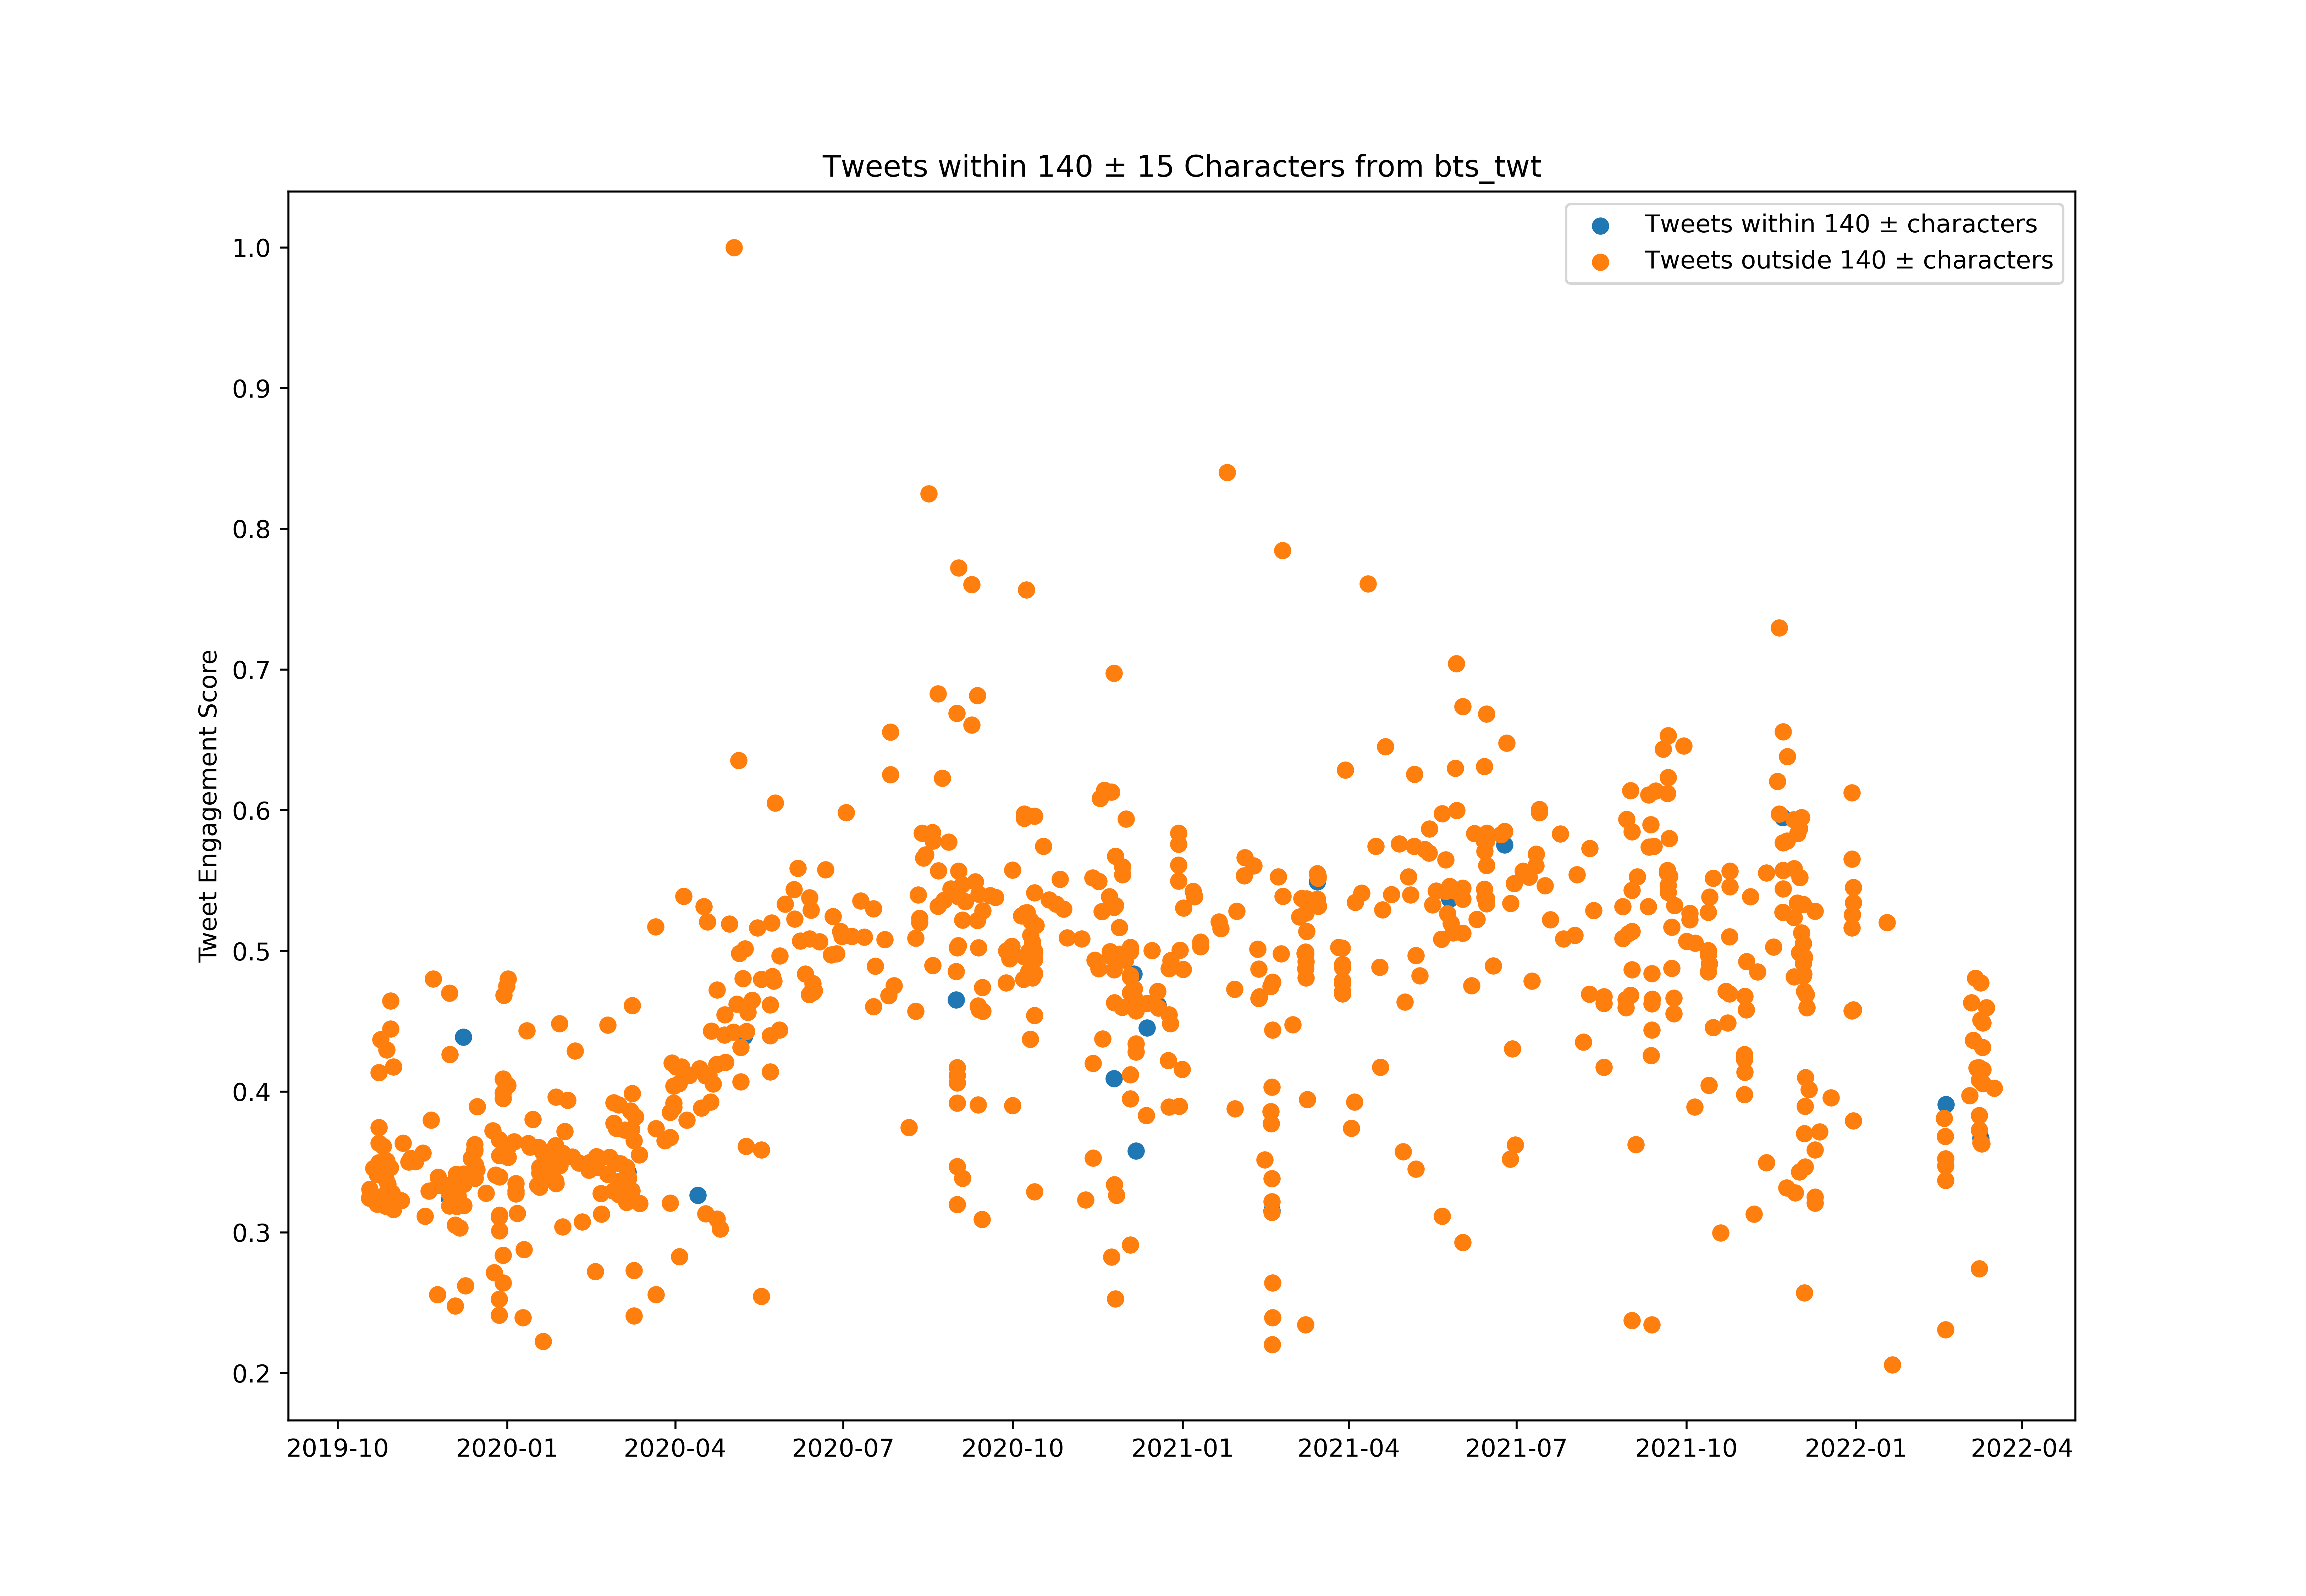 Tweets within 140 ± 15 Characters from bts_twt
Tweets within 140 ± characters
Tweets outside 140 ± characters
Tweet Engagement Score
1.0
0.9
0.8
0.7
0.6
0.5
0.4
0.3
0.2
2019-10 2020-01 2020-04 2020-07 2020-10 2021-01 2021-04 2021-07 2021-10 2022-01 2022-04